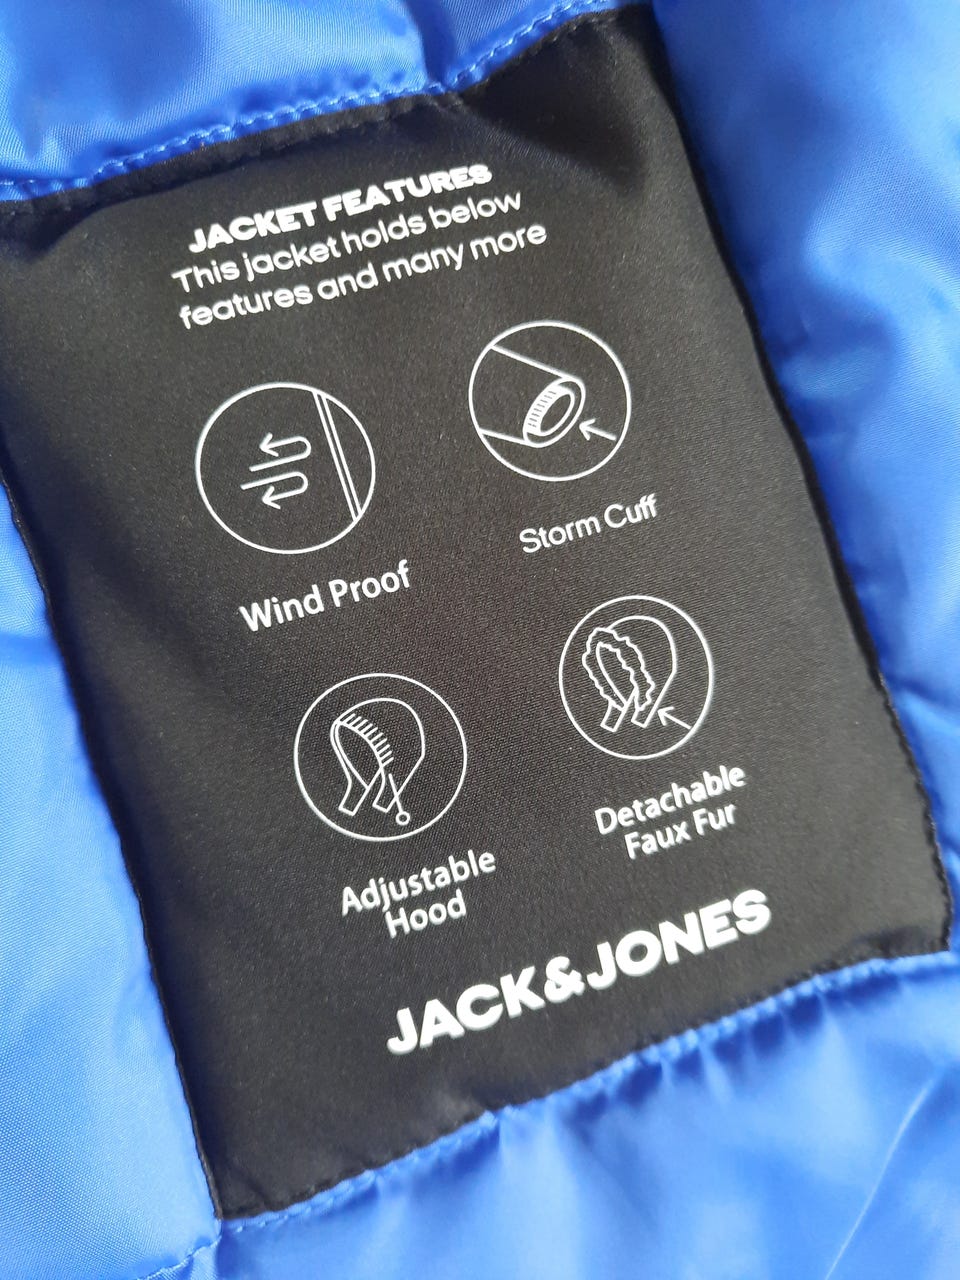 JACKET FEATURES
This jacket holds below
features and many more
Wind Proof
Storm Cuff
Adjustable
Hood
Detachable
Faux Fur
JACK&JONES